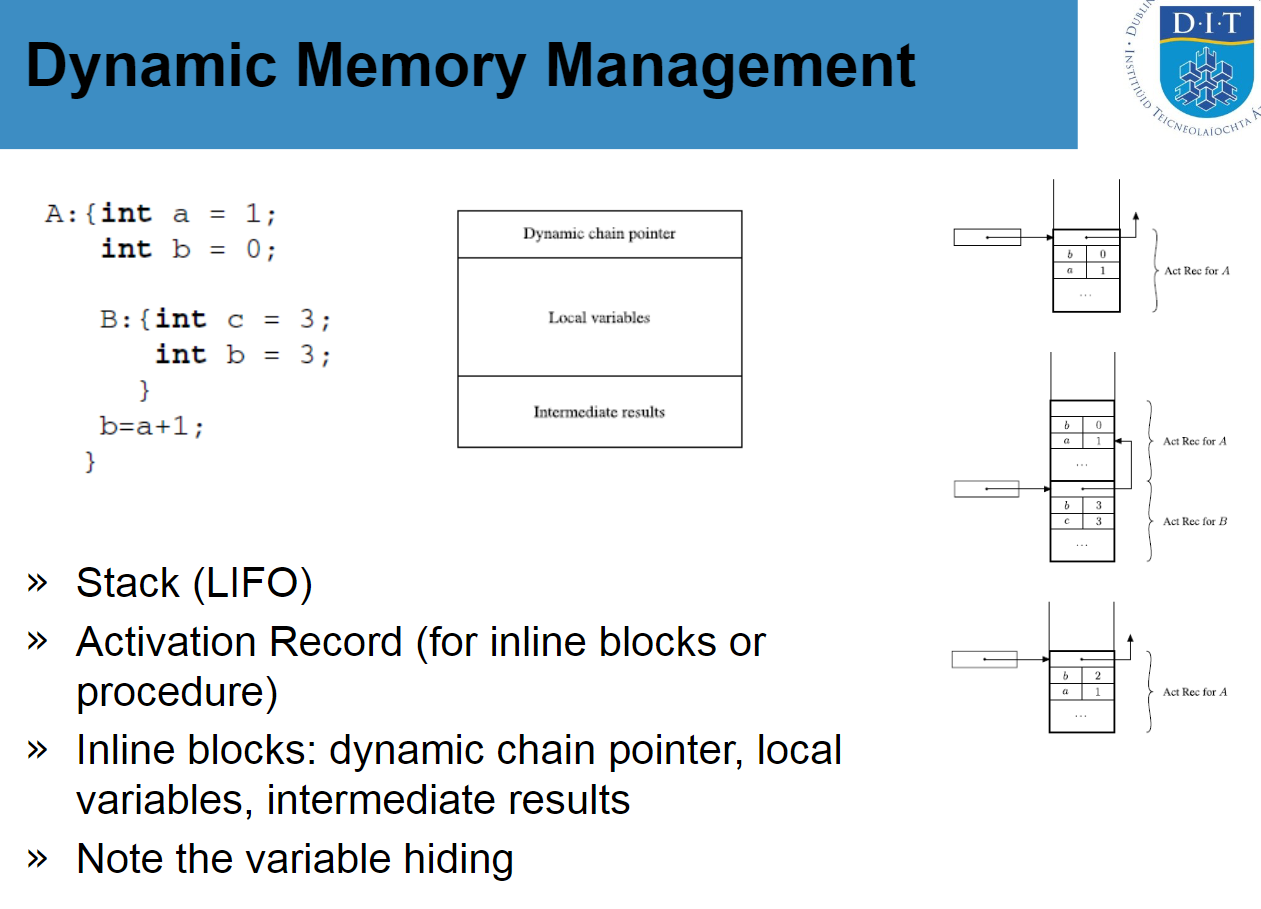 Dynamic Memory Management
D·I·T
INSTITIÚID TEICNEOLAÍOCHTA
A:{int a = 1;
int b = 0;
B:{int c = 3;
int b = 3;
}
b=a+1;
}
Dynamic chain pointer
Local variables
Intermediate results
b 0
a 1
...
Act Rec for A
b 0
a 1
...
Act Rec for A
b 3
c 3
...
Act Rec for B
b 2
a 1
...
Act Rec for A
» Stack (LIFO)
» Activation Record (for inline blocks or
procedure)
» Inline blocks: dynamic chain pointer, local
variables, intermediate results
» Note the variable hiding